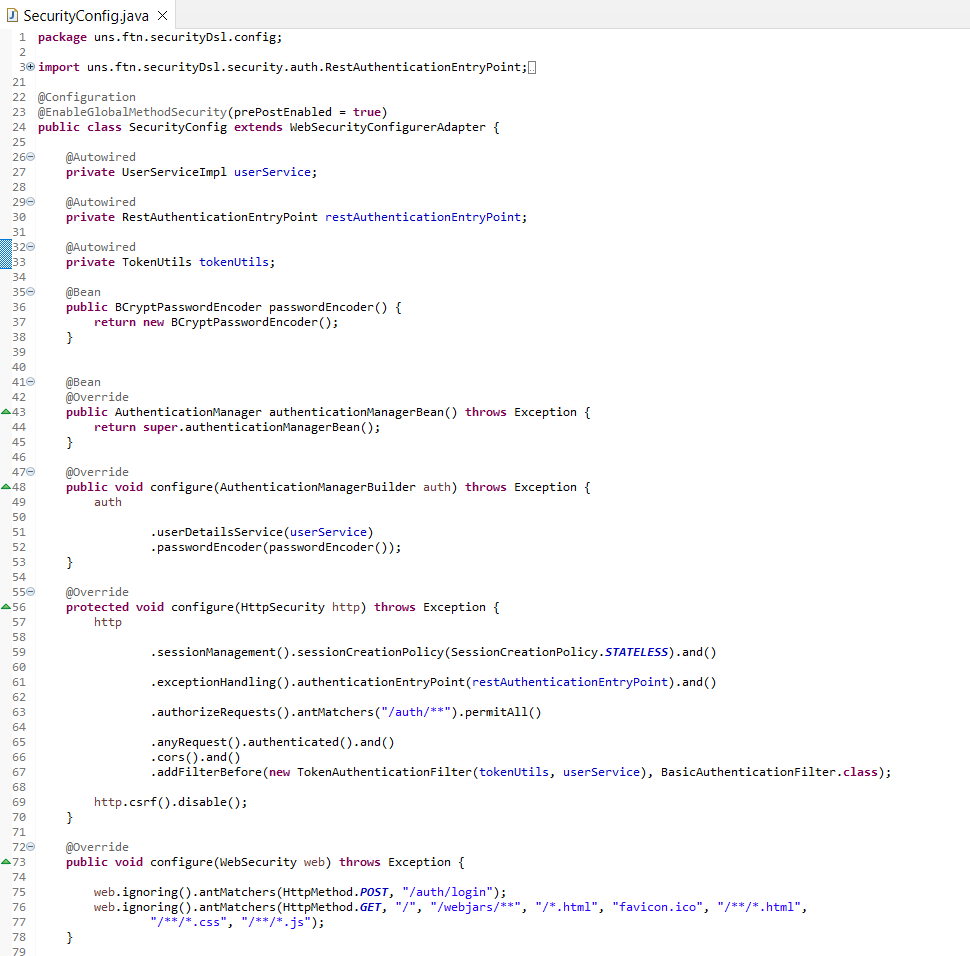 SecurityConfig.java
1 package uns.ftn.securityDsl.config;
2
3 import uns.ftn.securityDsl.security.auth.RestAuthenticationEntryPoint;
21
22 @Configuration
23 @EnableGlobalMethodSecurity(prePostEnabled = true)
24 public class SecurityConfig extends WebSecurityConfigurerAdapter {
25
26     @Autowired
27     private UserServiceImpl userService;
28
29     @Autowired
30     private RestAuthenticationEntryPoint restAuthenticationEntryPoint;
31
32     @Autowired
33     private TokenUtils tokenUtils;
34
35     @Bean
36     public BCryptPasswordEncoder passwordEncoder() {
37         return new BCryptPasswordEncoder();
38     }
39
40
41     @Bean
42     @Override
43     public AuthenticationManager authenticationManagerBean() throws Exception {
44         return super.authenticationManagerBean();
45     }
46
47     @Override
48     public void configure(AuthenticationManagerBuilder auth) throws Exception {
49         auth
50
51                 .userDetailsService(userService)
52                 .passwordEncoder(passwordEncoder());
53     }
54
55     @Override
56     protected void configure(HttpSecurity http) throws Exception {
57         http
58
59                 .sessionManagement().sessionCreationPolicy(SessionCreationPolicy.STATELESS).and()
60
61                 .exceptionHandling().authenticationEntryPoint(restAuthenticationEntryPoint).and()
62
63                 .authorizeRequests().antMatchers("/auth/**").permitAll()
64
65                 .anyRequest().authenticated().and()
66                 .cors().and()
67                 .addFilterBefore(new TokenAuthenticationFilter(tokenUtils, userService), BasicAuthenticationFilter.class);
68
69         http.csrf().disable();
70     }
71
72     @Override
73     public void configure(WebSecurity web) throws Exception {
74
75         web.ignoring().antMatchers(HttpMethod.POST, "/auth/login");
76         web.ignoring().antMatchers(HttpMethod.GET, "/", "/webjars/**", "/*.html", "favicon.ico", "/**/*.html",
77                 "/**/*.css", "/**/*.js");
78     }
79